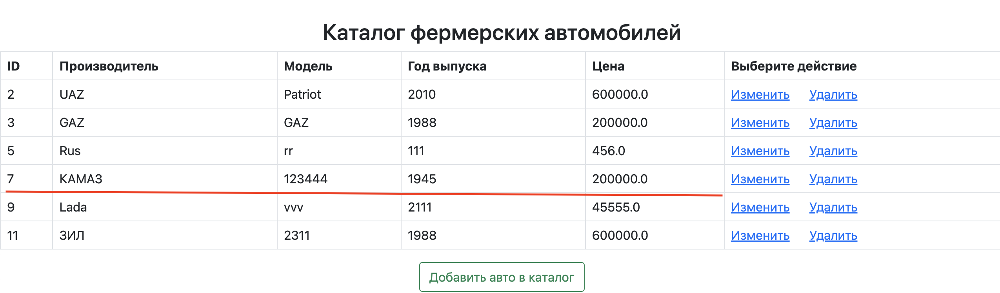 Каталог фермерских автомобилей
ID Производитель Модель Год выпуска Цена Выберите действие
2 UAZ Patriot 2010 600000.0 Изменить Удалить
3 GAZ GAZ 1988 200000.0 Изменить Удалить
5 Rus rr 111 456.0 Изменить Удалить
7 КАМАЗ 123444 1945 200000.0 Изменить Удалить
9 Lada vvv 2111 45555.0 Изменить Удалить
11 ЗИЛ 2311 1988 600000.0 Изменить Удалить
Добавить авто в каталог